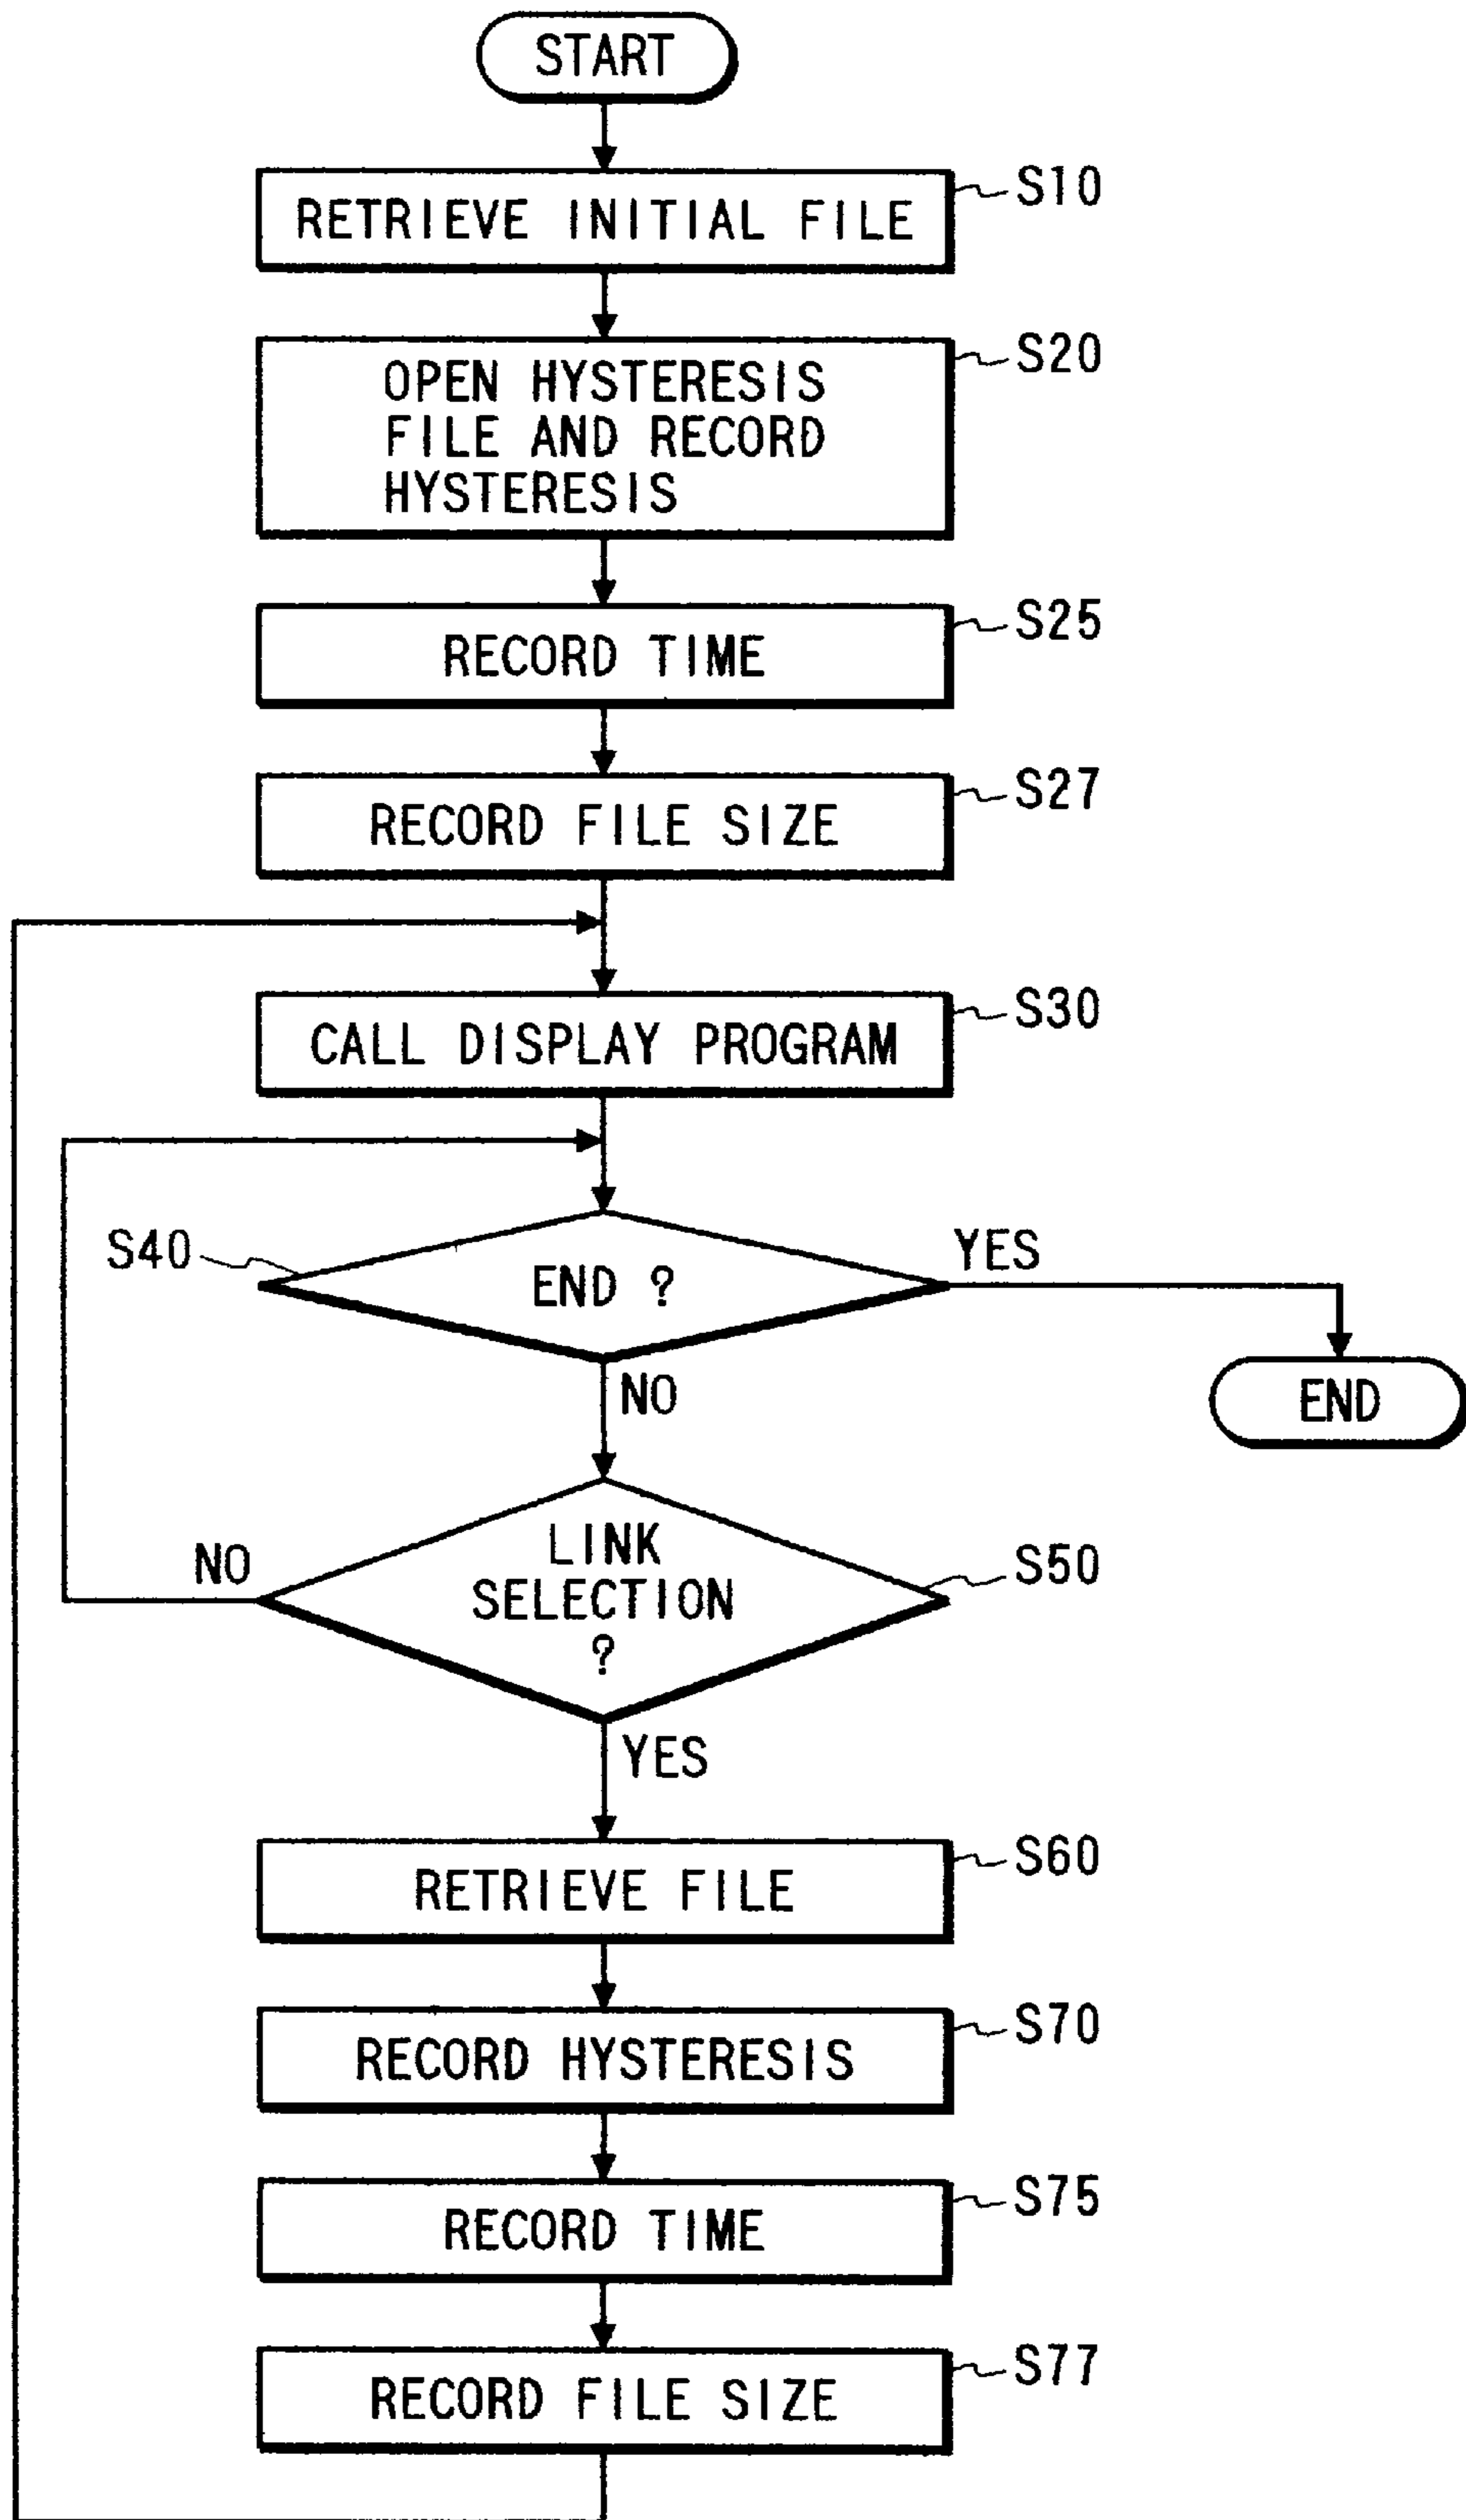 START
RETRIEVE INITIAL FILE
S10
OPEN HYSTERESIS
FILE AND RECORD
HYSTERESIS
S20
RECORD TIME
S25
RECORD FILE SIZE
S27
CALL DISPLAY PROGRAM
S30
S40
END ?
YES
NO
END
LINK
SELECTION
?
S50
NO
YES
RETRIEVE FILE
S60
RECORD HYSTERESIS
S70
RECORD TIME
S75
RECORD FILE SIZE
S77